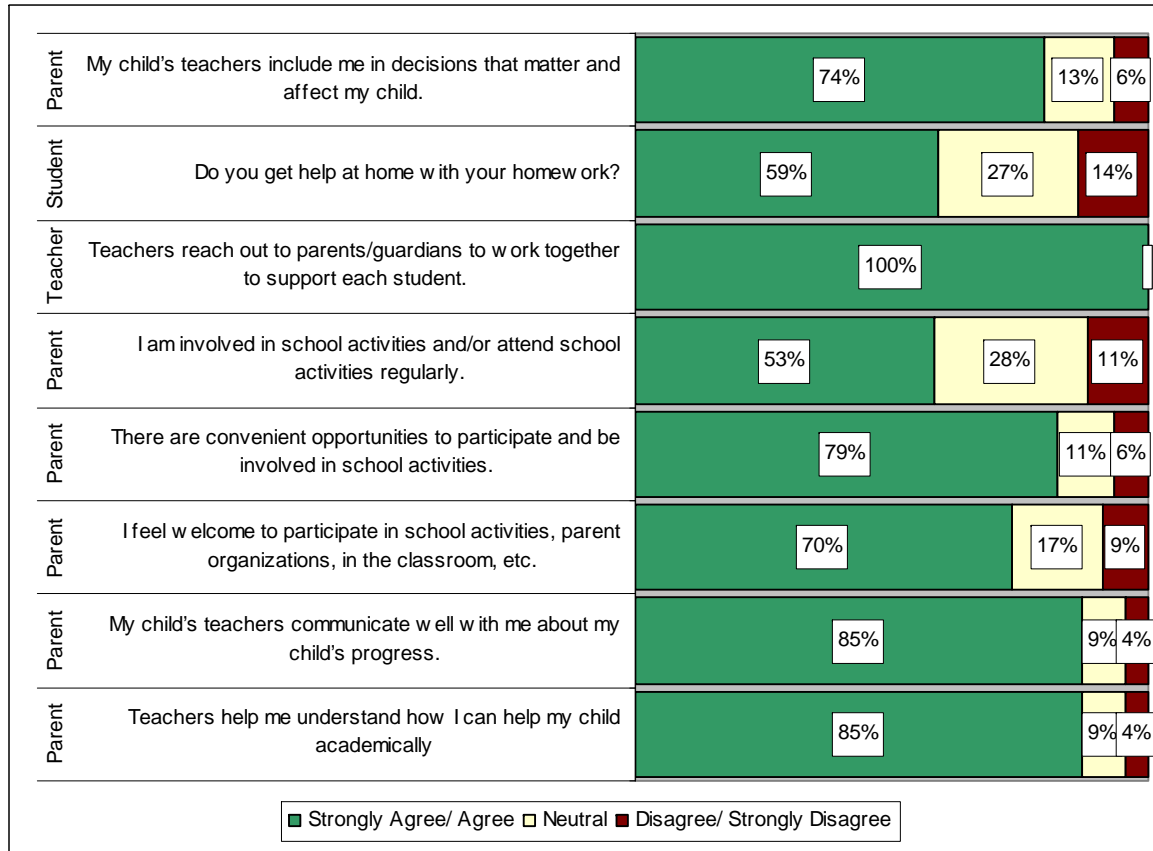 Parent
My child's teachers include me in decisions that matter and
affect my child.
74%
13%
6%
Student
Do you get help at home with your homework?
59%
27%
14%
Teacher
Teachers reach out to parents/guardians to work together
to support each student.
100%
Parent
I am involved in school activities and/or attend school
activities regularly.
53%
28%
11%
Parent
There are convenient opportunities to participate and be
involved in school activities.
79%
11%
6%
Parent
I feel welcome to participate in school activities, parent
organizations, in the classroom, etc.
70%
17%
9%
Parent
My child's teachers communicate well with me about my
child's progress.
85%
9%
4%
Parent
Teachers help me understand how I can help my child
academically
85%
9%
4%
Strongly Agree/ Agree
Neutral
Disagree/ Strongly Disagree